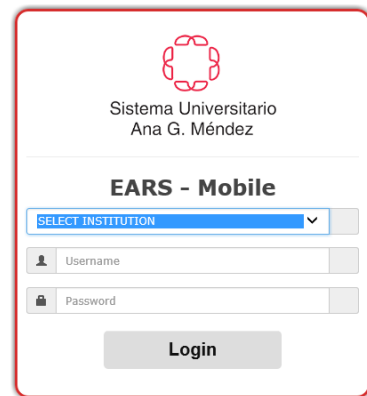 Sistema Universitario
Ana G. Méndez
EARS - Mobile
SELECT INSTITUTION
Username
Password
Login